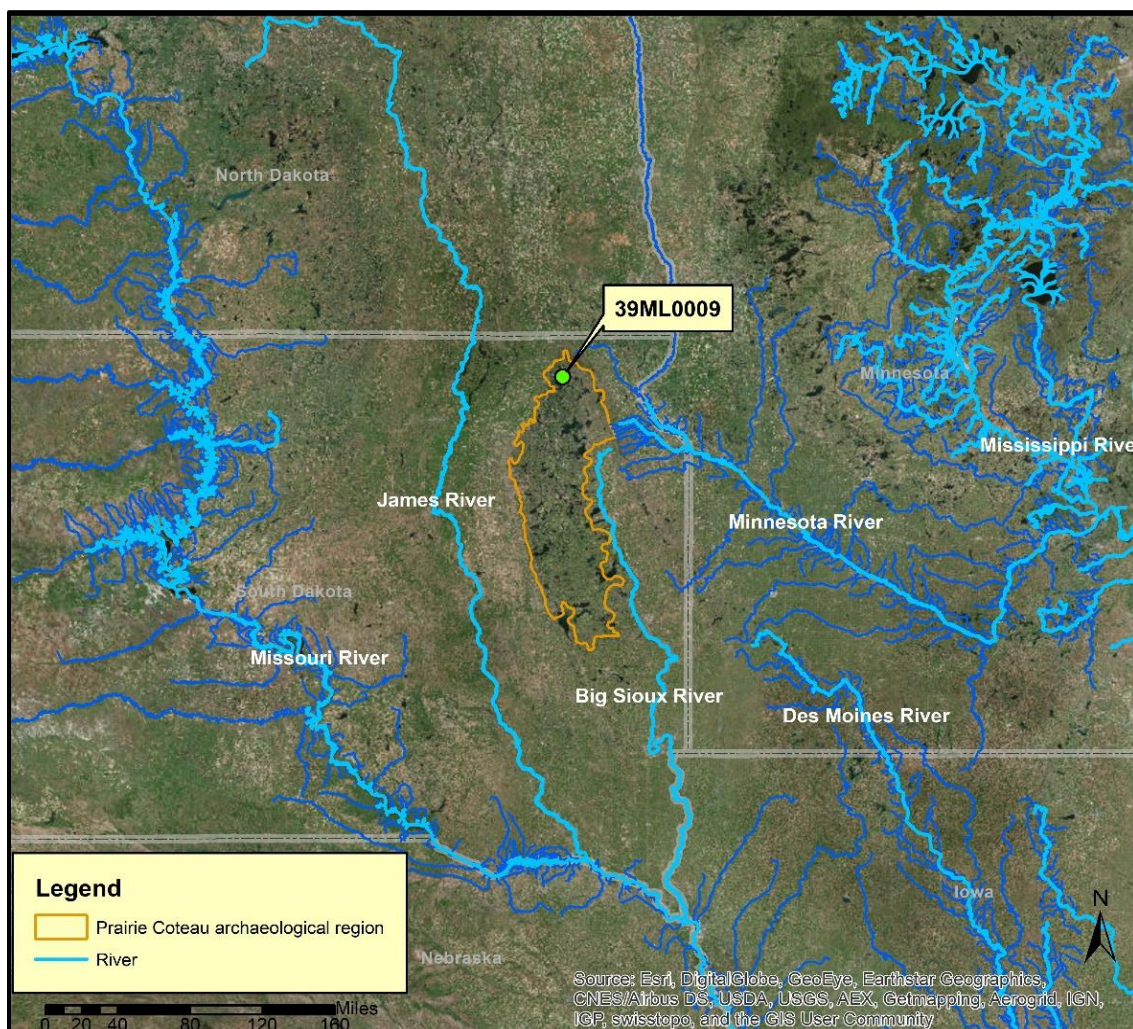 North Dakota
39ML0009
Minnesota
Mississippi River
James River
Minnesota River
South Dakota
Missouri River
Big Sioux River
Des Moines River
Iowa
N
Legend
Prairie Coteau archaeological region
River
Nebraska
Miles
0 20 40 80 120 160
Source: Esri, DigitalGlobe, GeoEye, Earthstar Geographics,
CNES/Airbus DS, USDA, USGS, AEX, Getmapping, Aerogrid, IGN,
IGP, swisstopo, and the GIS User Community